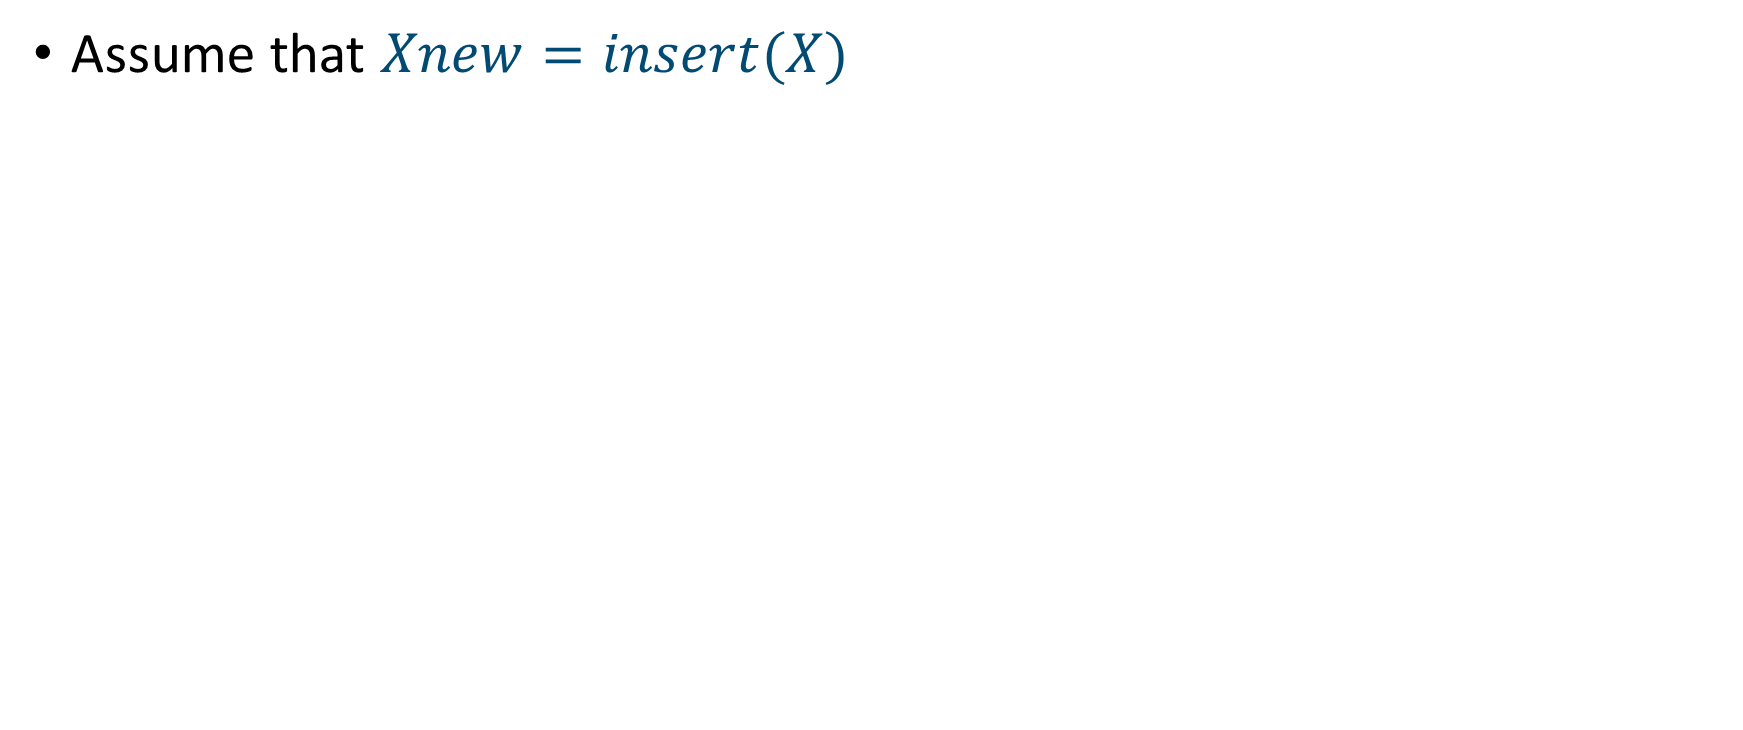 • Assume that Xnew = insert(X)